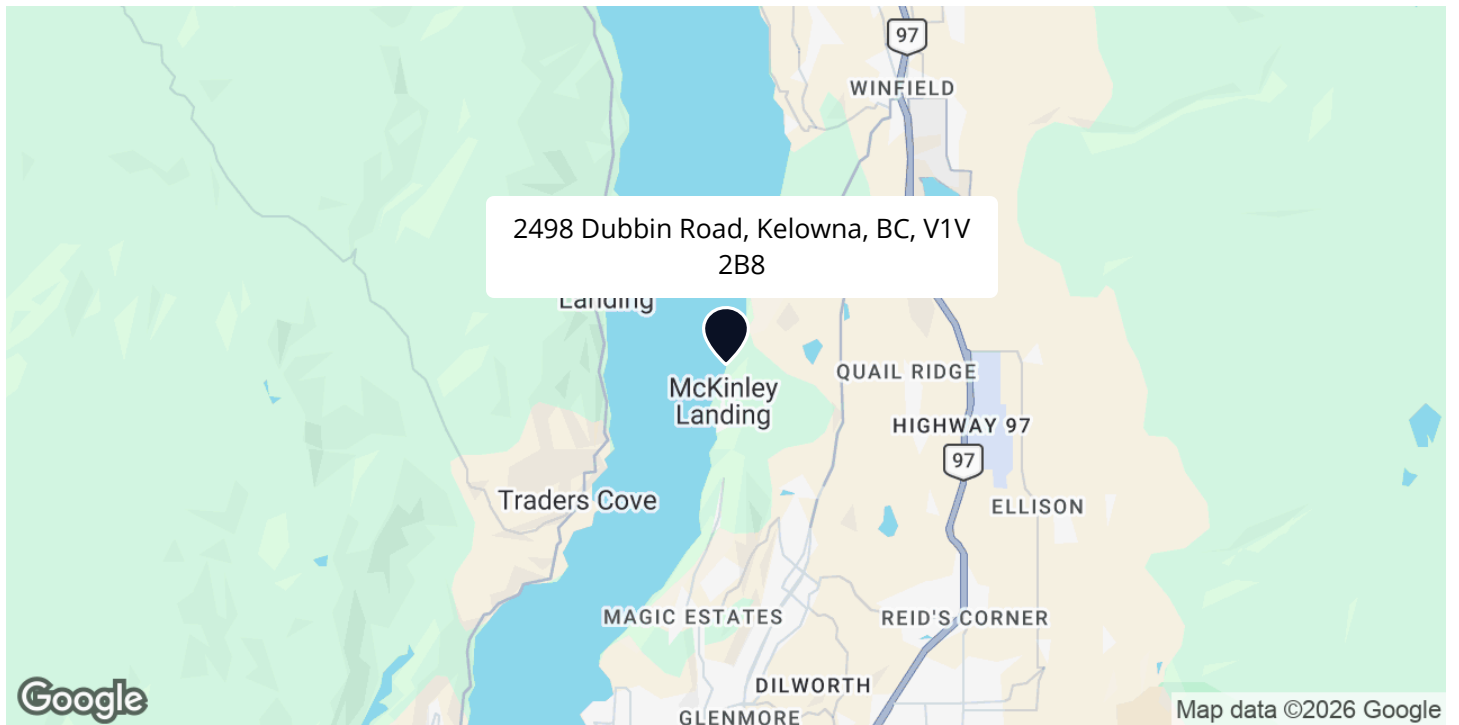 97
WINFIELD
2498 Dubbin Road, Kelowna, BC, V1V
2B8
Landing
QUAIL RIDGE
McKinley
Landing
HIGHWAY 97
97
Traders Cove
ELLISON
MAGIC ESTATES
REID'S CORNER
DILWORTH
GLENMORE
Google
Map data ©2026 Google